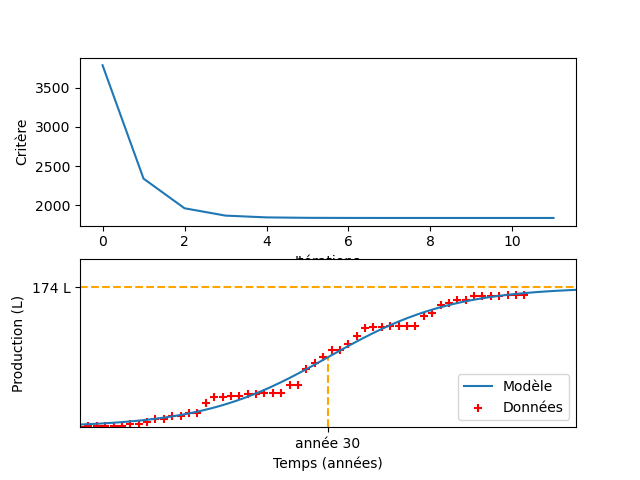 3500
3000
2500
2000
Critère
0 2 4 6 8 10
Itérations
174 L
Production (L)
Modèle
Données
année 30
Temps (années)